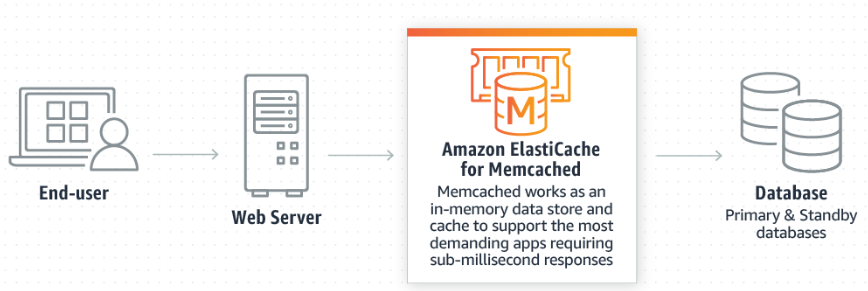 End-user
Web Server
M
Amazon ElastiCache
for Memcached
Memcached works as an
in-memory data store and
cache to support the most
demanding apps requiring
sub-millisecond responses
Database
Primary & Standby
databases